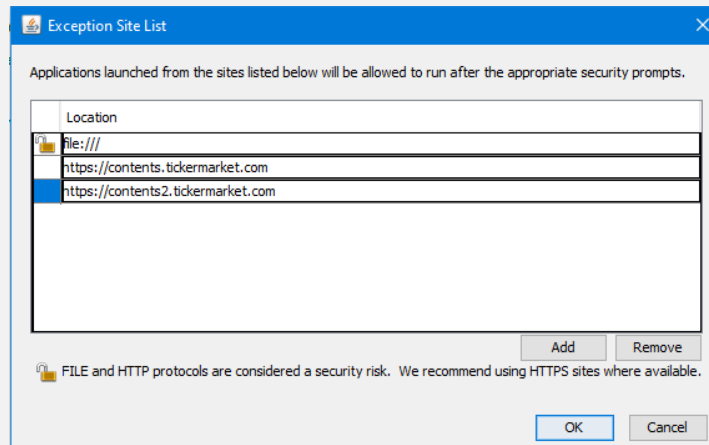 Exception Site List
Applications launched from the sites listed below will be allowed to run after the appropriate security prompts.
Location
file:///
https://contents.tickermarket.com
https://contents2.tickermarket.com
Add Remove
FILE and HTTP protocols are considered a security risk. We recommend using HTTPS sites where available.
OK Cancel